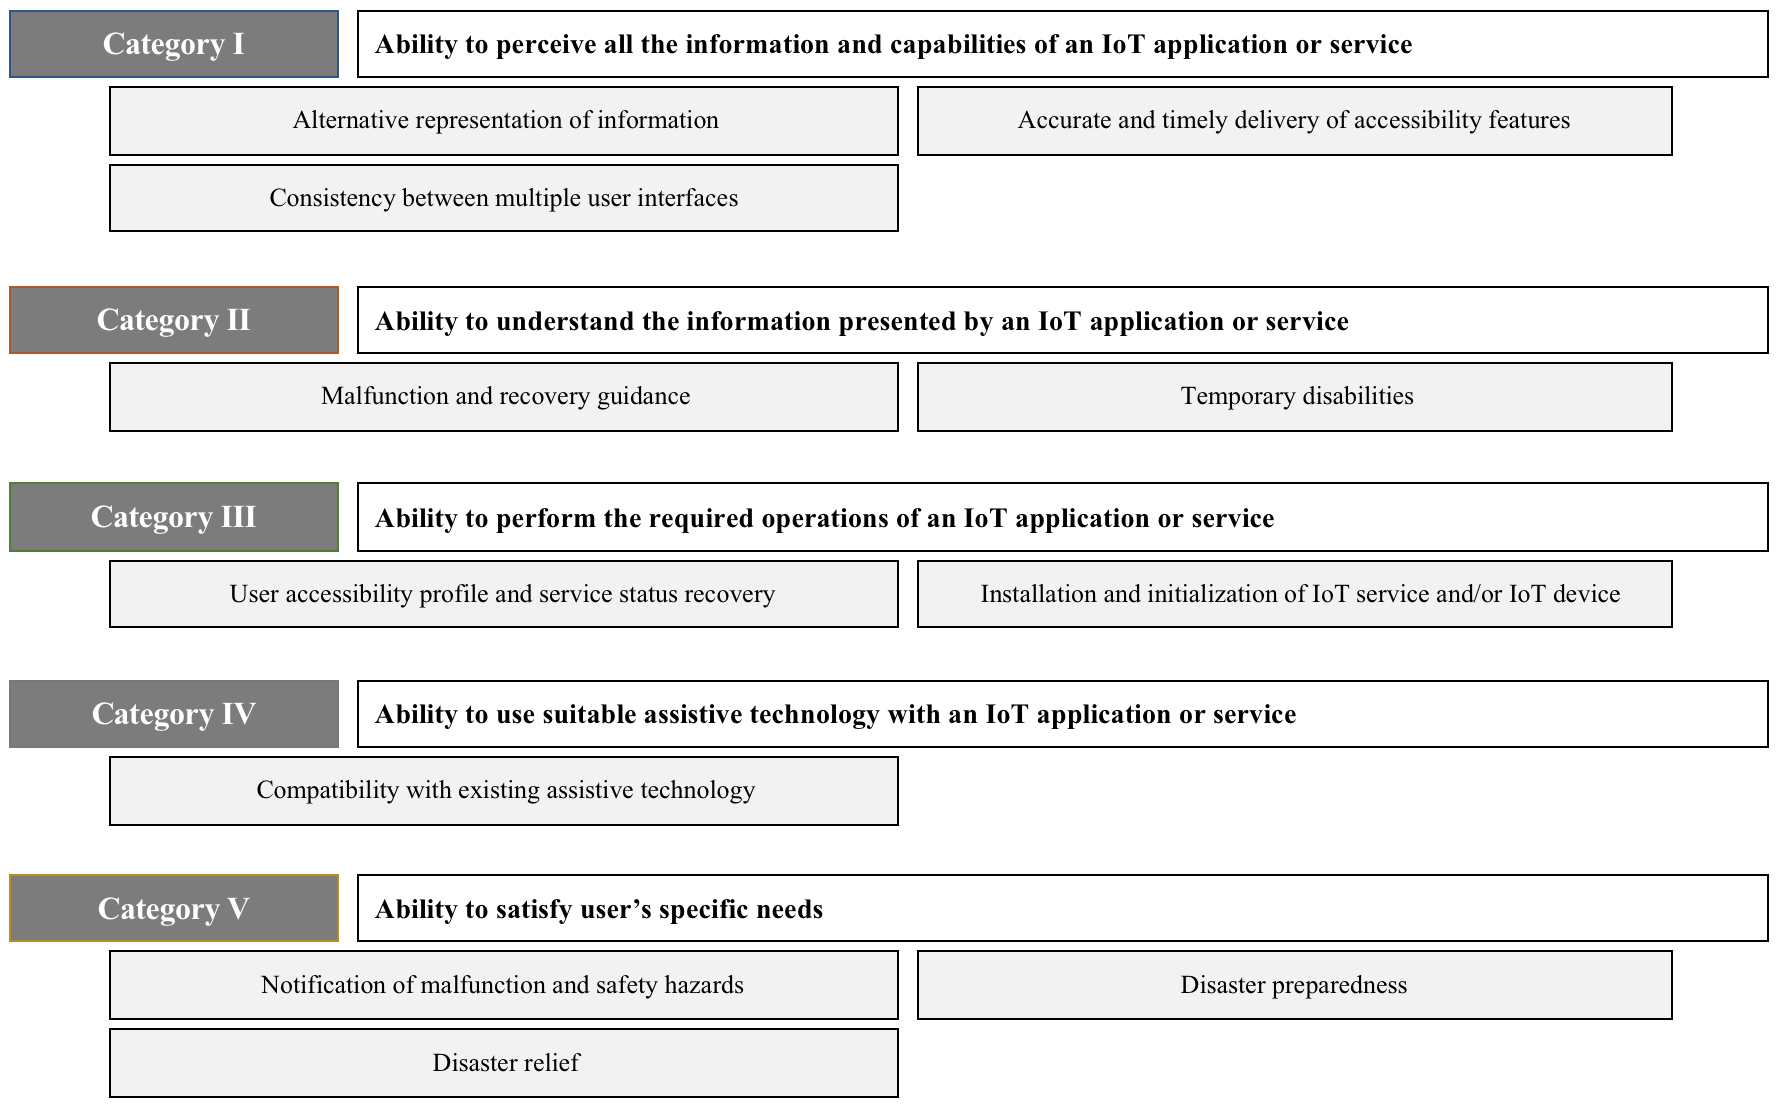 Category I
Ability to perceive all the information and capabilities of an IoT application or service
Alternative representation of information
Accurate and timely delivery of accessibility features
Consistency between multiple user interfaces
Category II
Ability to understand the information presented by an IoT application or service
Malfunction and recovery guidance
Temporary disabilities
Category III
Ability to perform the required operations of an IoT application or service
User accessibility profile and service status recovery
Installation and initialization of IoT service and/or IoT device
Category IV
Ability to use suitable assistive technology with an IoT application or service
Compatibility with existing assistive technology
Category V
Ability to satisfy user’s specific needs
Notification of malfunction and safety hazards
Disaster preparedness
Disaster relief